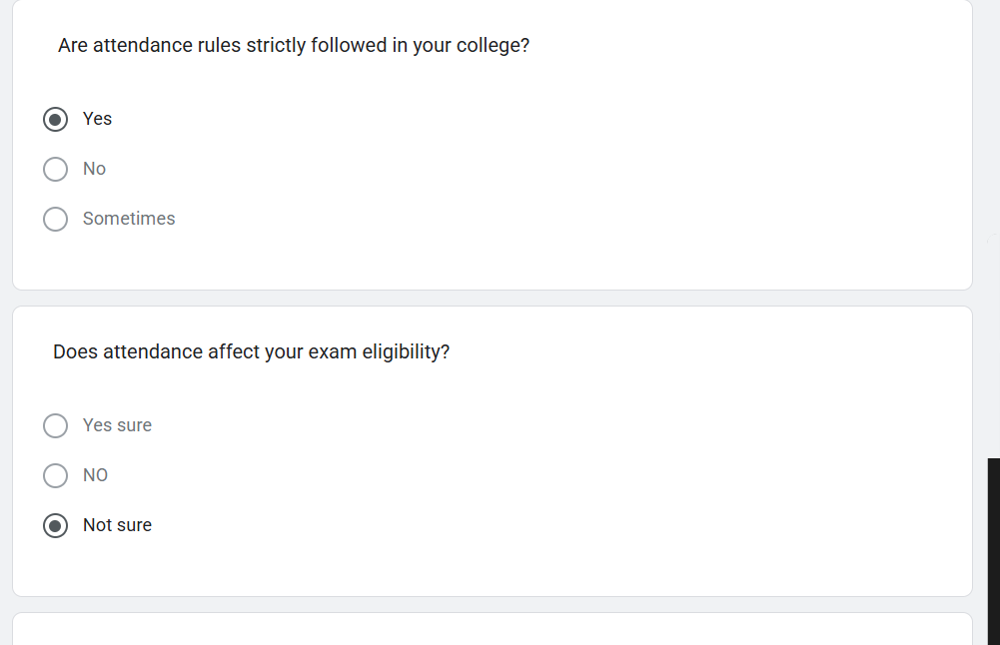 Are attendance rules strictly followed in your college?
Yes
No
Sometimes
Does attendance affect your exam eligibility?
Yes sure
NO
Not sure